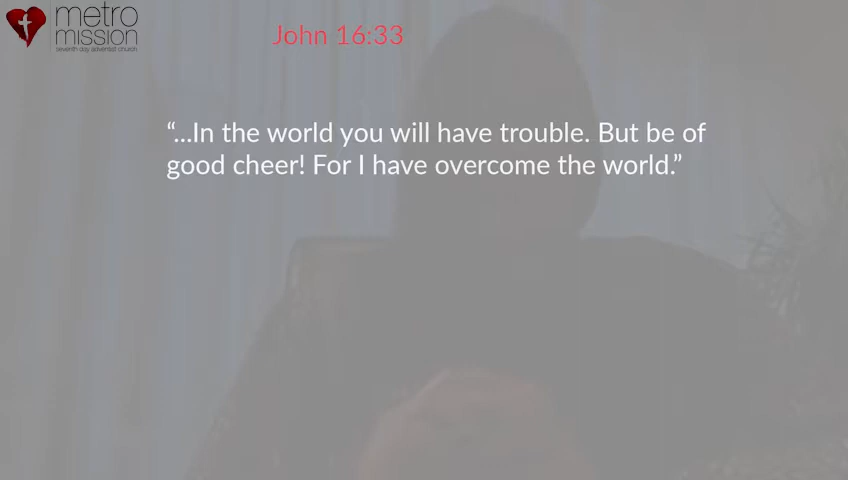 metro
mission
seventh-day adventist church
John 16:33
“...In the world you will have trouble. But be of
good cheer! For I have overcome the world.”